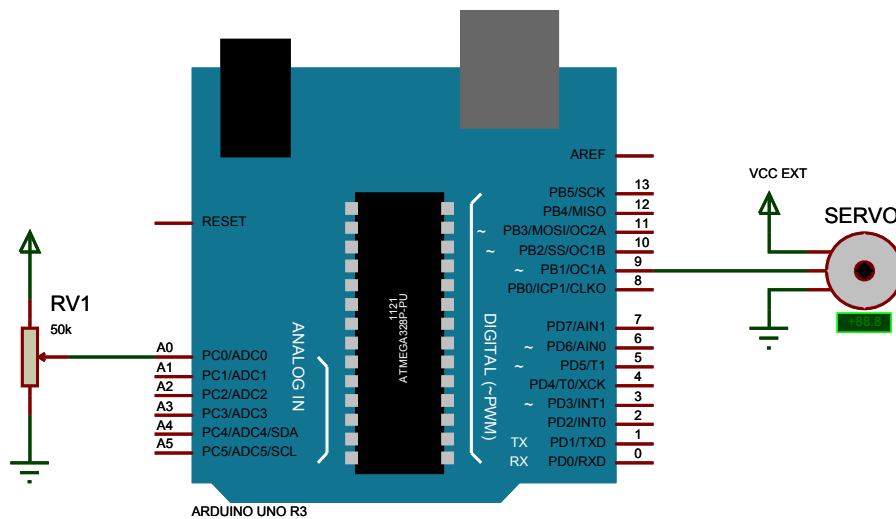 AREF
13
PB5/SCK
12
PB4/MISO
11
~ PB3/MOSI/OC2A
10
~ PB2/SS/OC1B
9
~ PB1/OC1A
8
PB0/ICP1/CLKO
7
PD7/AIN1
6
~ PD6/AIN0
5
~ PD5/T1
4
PD4/T0/XCK
3
~ PD3/INT1
2
PD2/INT0
1
TX PD1/TXD
0
RX PD0/RXD
DIGITAL (~PWM)
VCC EXT
SERVO
+88.8
RESET
1121
ATMEGA328P-PU
ANALOG IN
RV1
50k
A0
PC0/ADC0
A1
PC1/ADC1
A2
PC2/ADC2
A3
PC3/ADC3
A4
PC4/ADC4/SDA
A5
PC5/ADC5/SCL
ARDUINO UNO R3